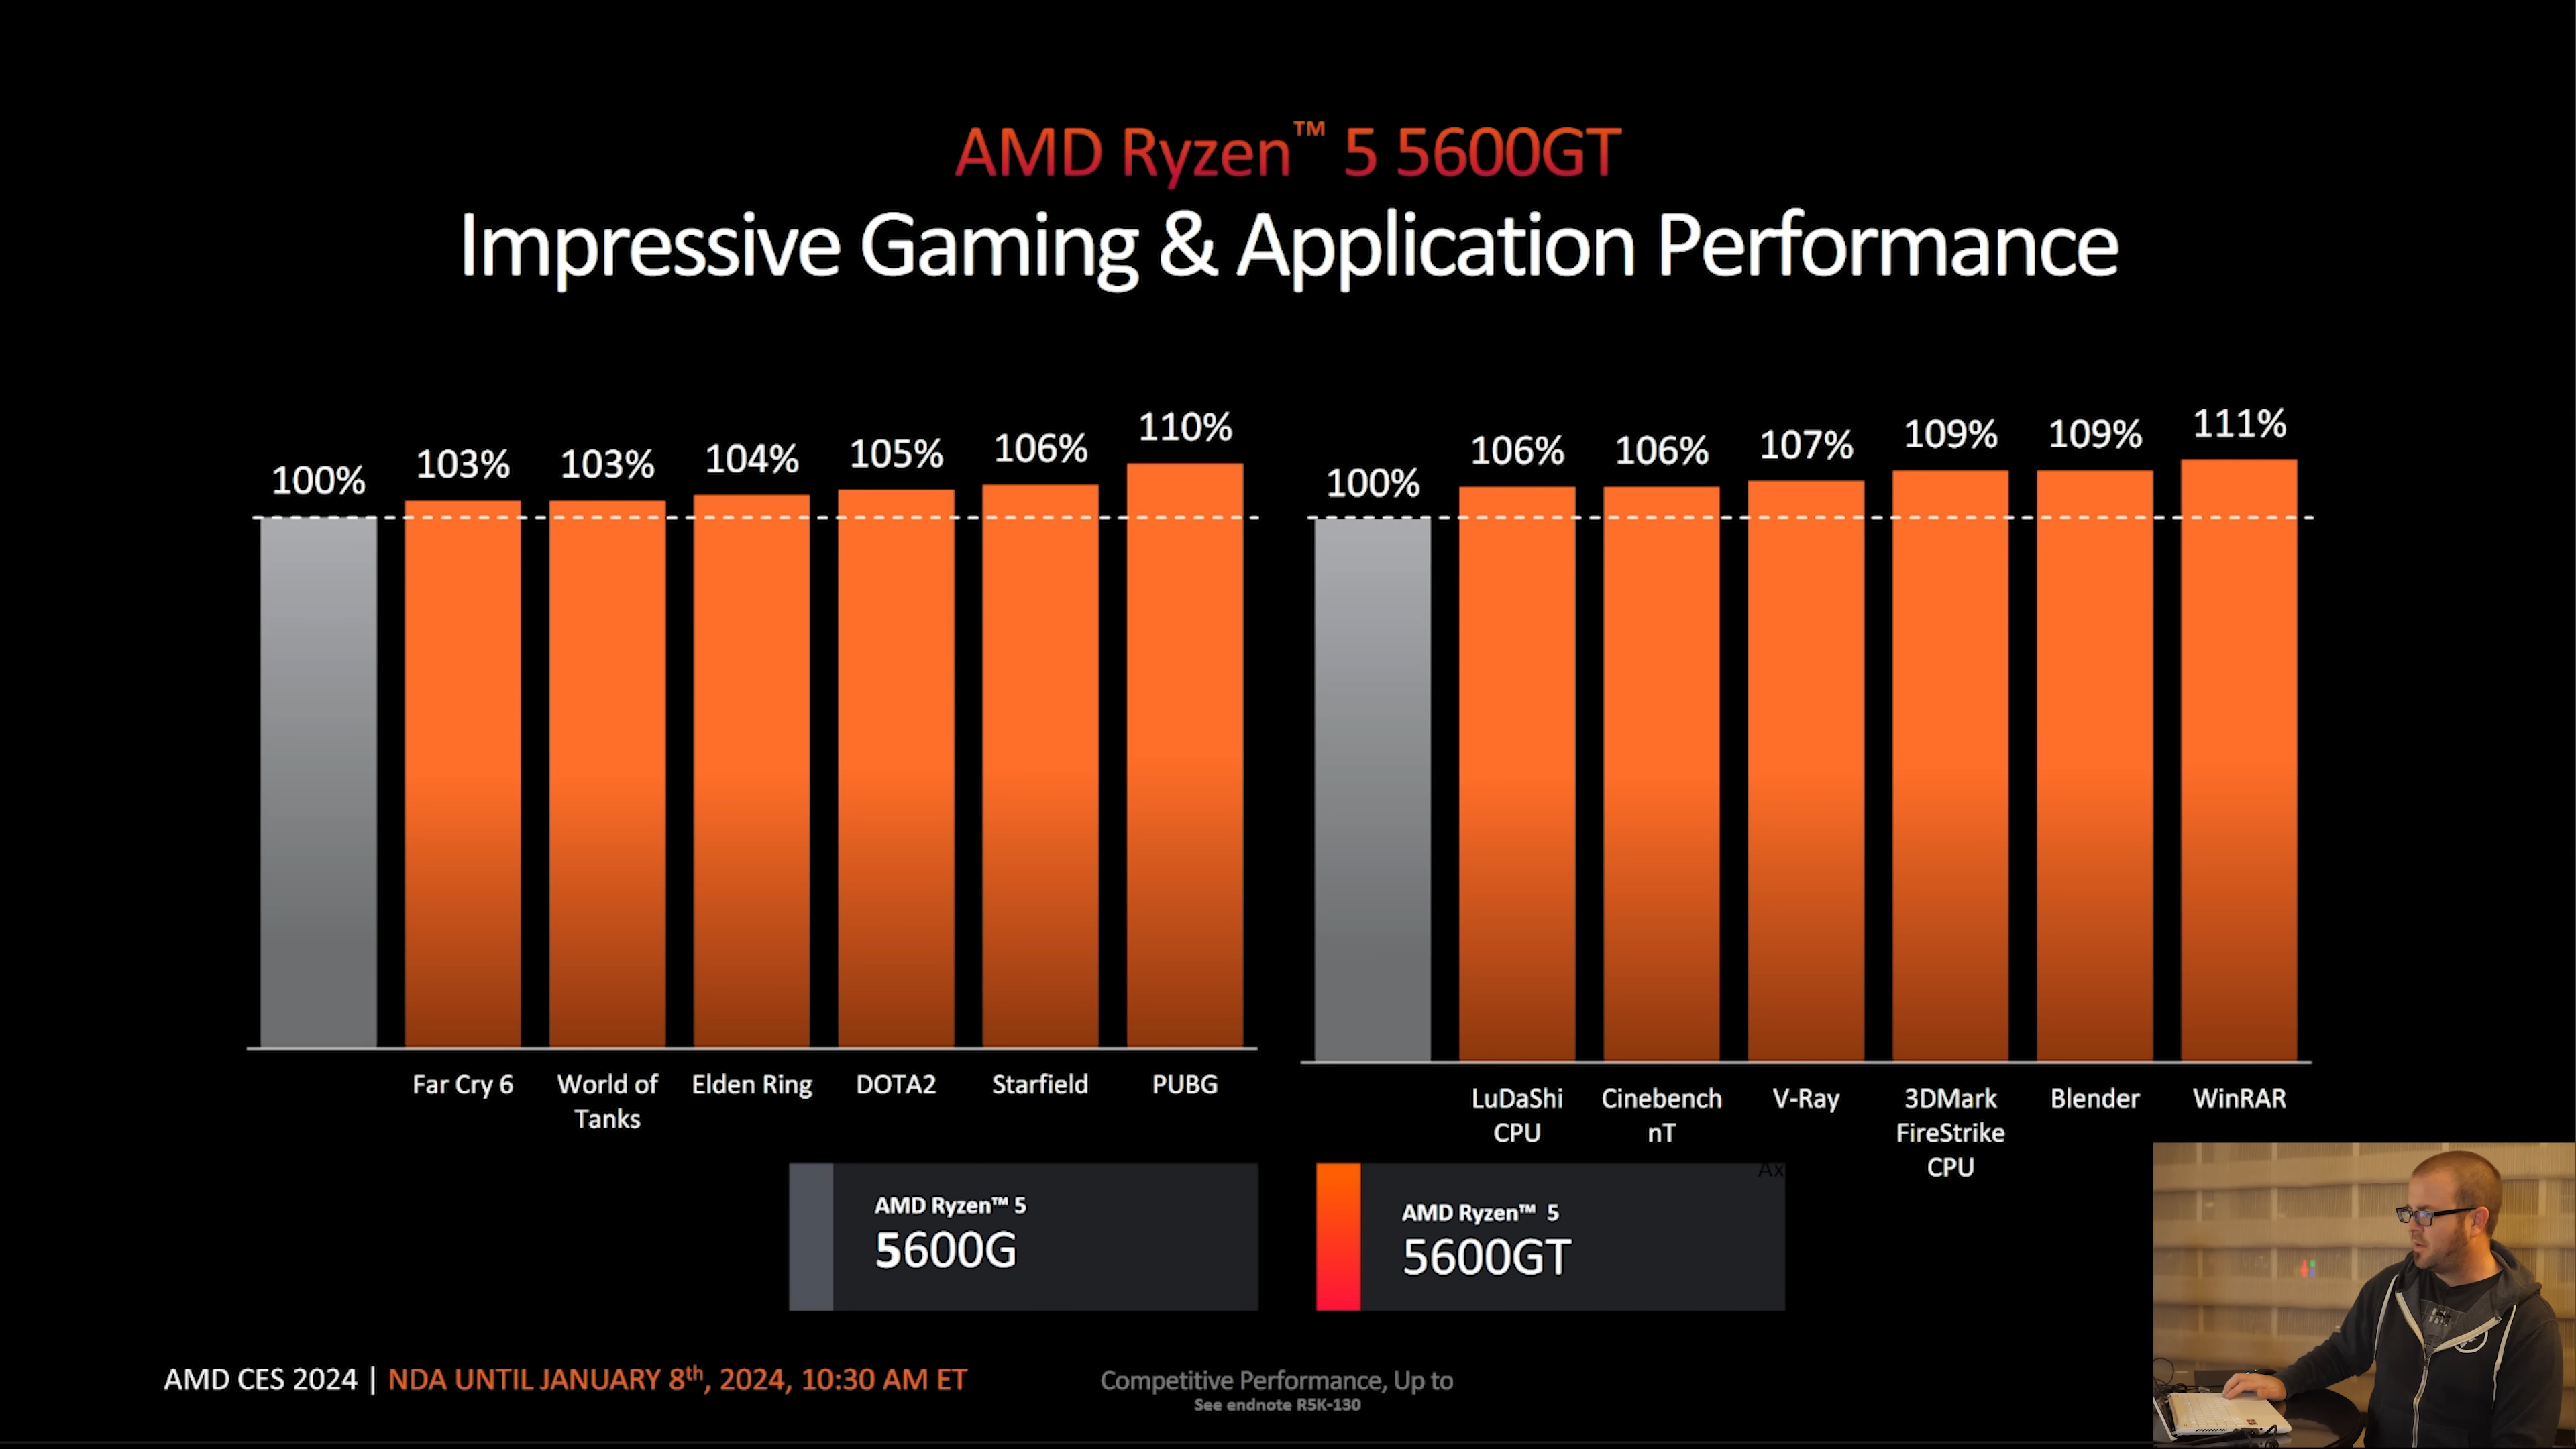 AMD Ryzen™ 5 5600GT
Impressive Gaming & Application Performance
100%
103%
103%
104%
105%
106%
110%
Far Cry 6
World of
Tanks
Elden Ring
DOTA2
Starfield
PUBG
100%
106%
106%
107%
109%
109%
111%
LuDaShi
CPU
Cinebench
nT
V-Ray
3DMark
FireStrike
CPU
Blender
WinRAR
AMD Ryzen™ 5
5600G
Ax
AMD Ryzen™ 5
5600GT
AMD CES 2024 | NDA UNTIL JANUARY 8th, 2024, 10:30 AM ET
Competitive Performance, Up to
See endnote R5K-130